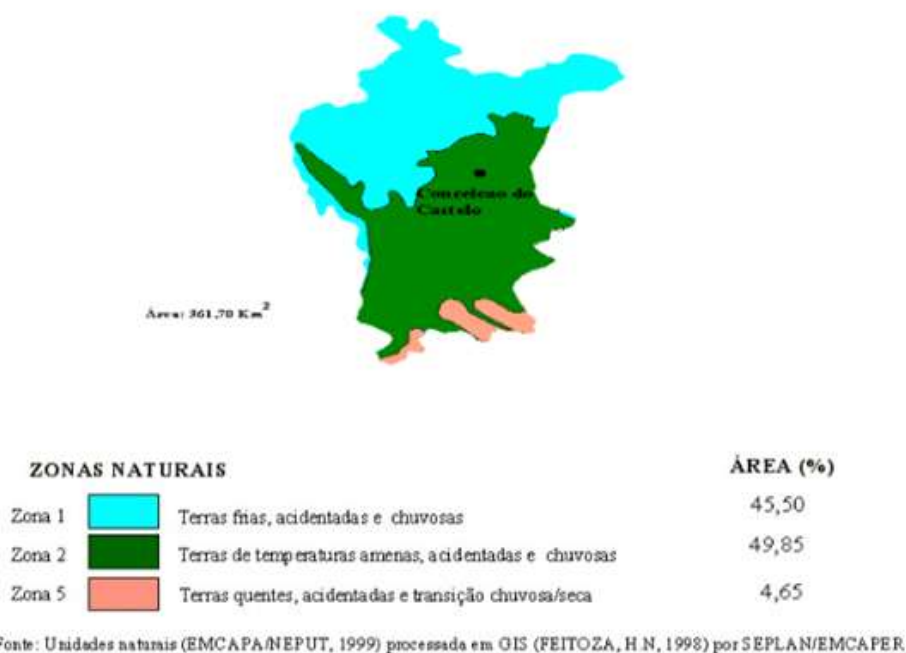 Conceicao do
Castelo
Área: 361,70 Km²
ZONAS NATURAIS
ÁREA (%)
Zona 1 Terras frias, acidentadas e chuvosas 45,50
Zona 2 Terras de temperaturas amenas, acidentadas e chuvosas 49,85
Zona 5 Terras quentes, acidentadas e transição chuvosa/seca 4,65
Fonte: Unidades naturais (EMCAPA/NEPUT, 1999) processada em GIS (FEITOZA, H.N, 1998) por SEPLAN/EMCAPER